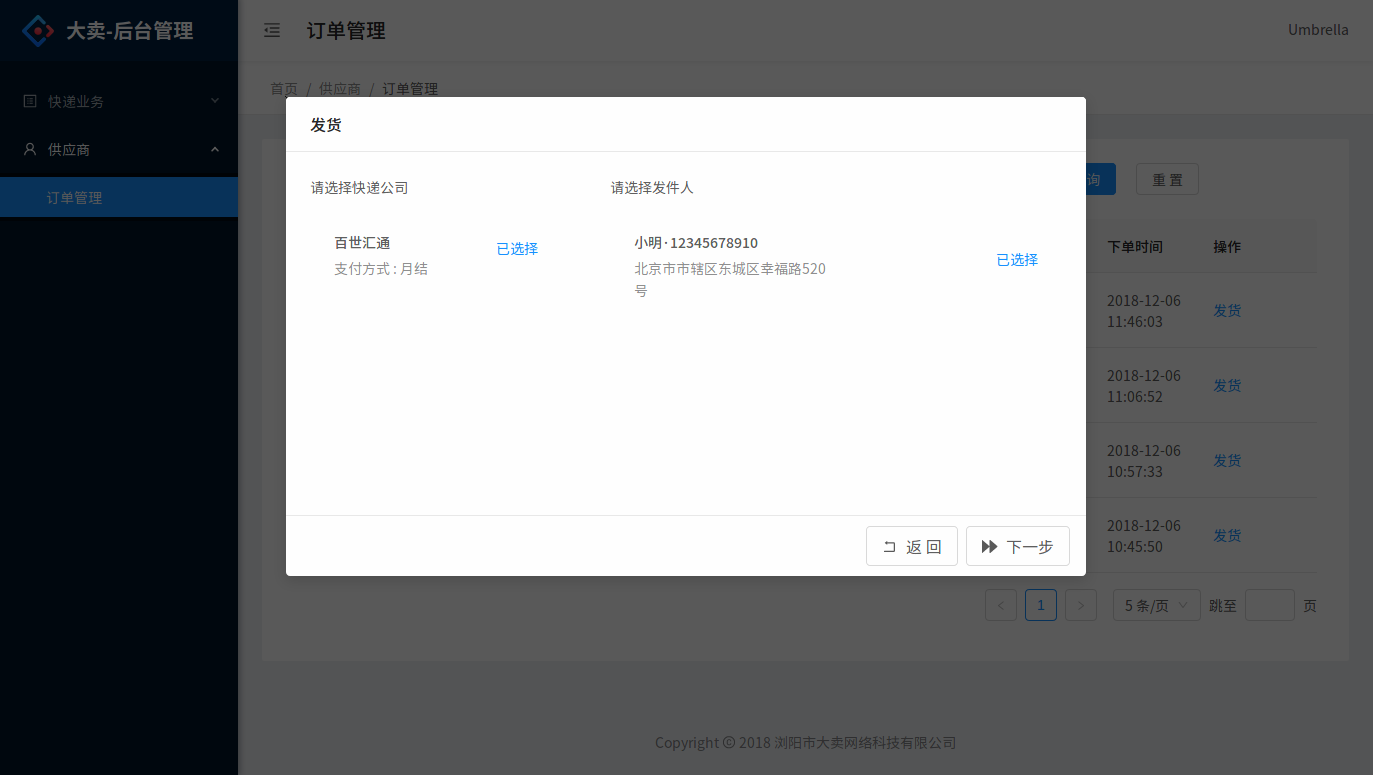 大卖-后台管理
订单管理
Umbrella
快递业务
供应商
订单管理
首页 / 供应商 / 订单管理
询
重 置
发货
请选择快递公司
请选择发件人
百世汇通
支付方式 : 月结
已选择
小明 · 12345678910
北京市市辖区东城区幸福路520
号
已选择
返 回
下一步
下单时间
操作
2018-12-06
11:46:03
发货
2018-12-06
11:06:52
发货
2018-12-06
10:57:33
发货
2018-12-06
10:45:50
发货
1
5 条/页
跳至
页
Copyright © 2018 浏阳市大卖网络科技有限公司